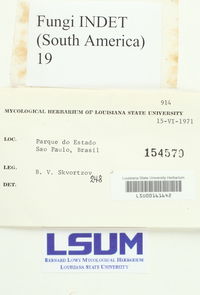 Fungi INDET
(South America)
19
914
MYCOLOGICAL HERBARIUM OF LOUISIANA STATE UNIVERSITY
15-VI-1971
LOC. Parque do Estado
Sao Paulo, Brasil
154570
Louisiana State University Herbarium
LEG. B. V. Skvortzov
248
DET.
LSU00161642
LSUM
BERNARD LOWY MYCOLOGICAL HERBARIUM
LOUISIANA STATE UNIVERSITY